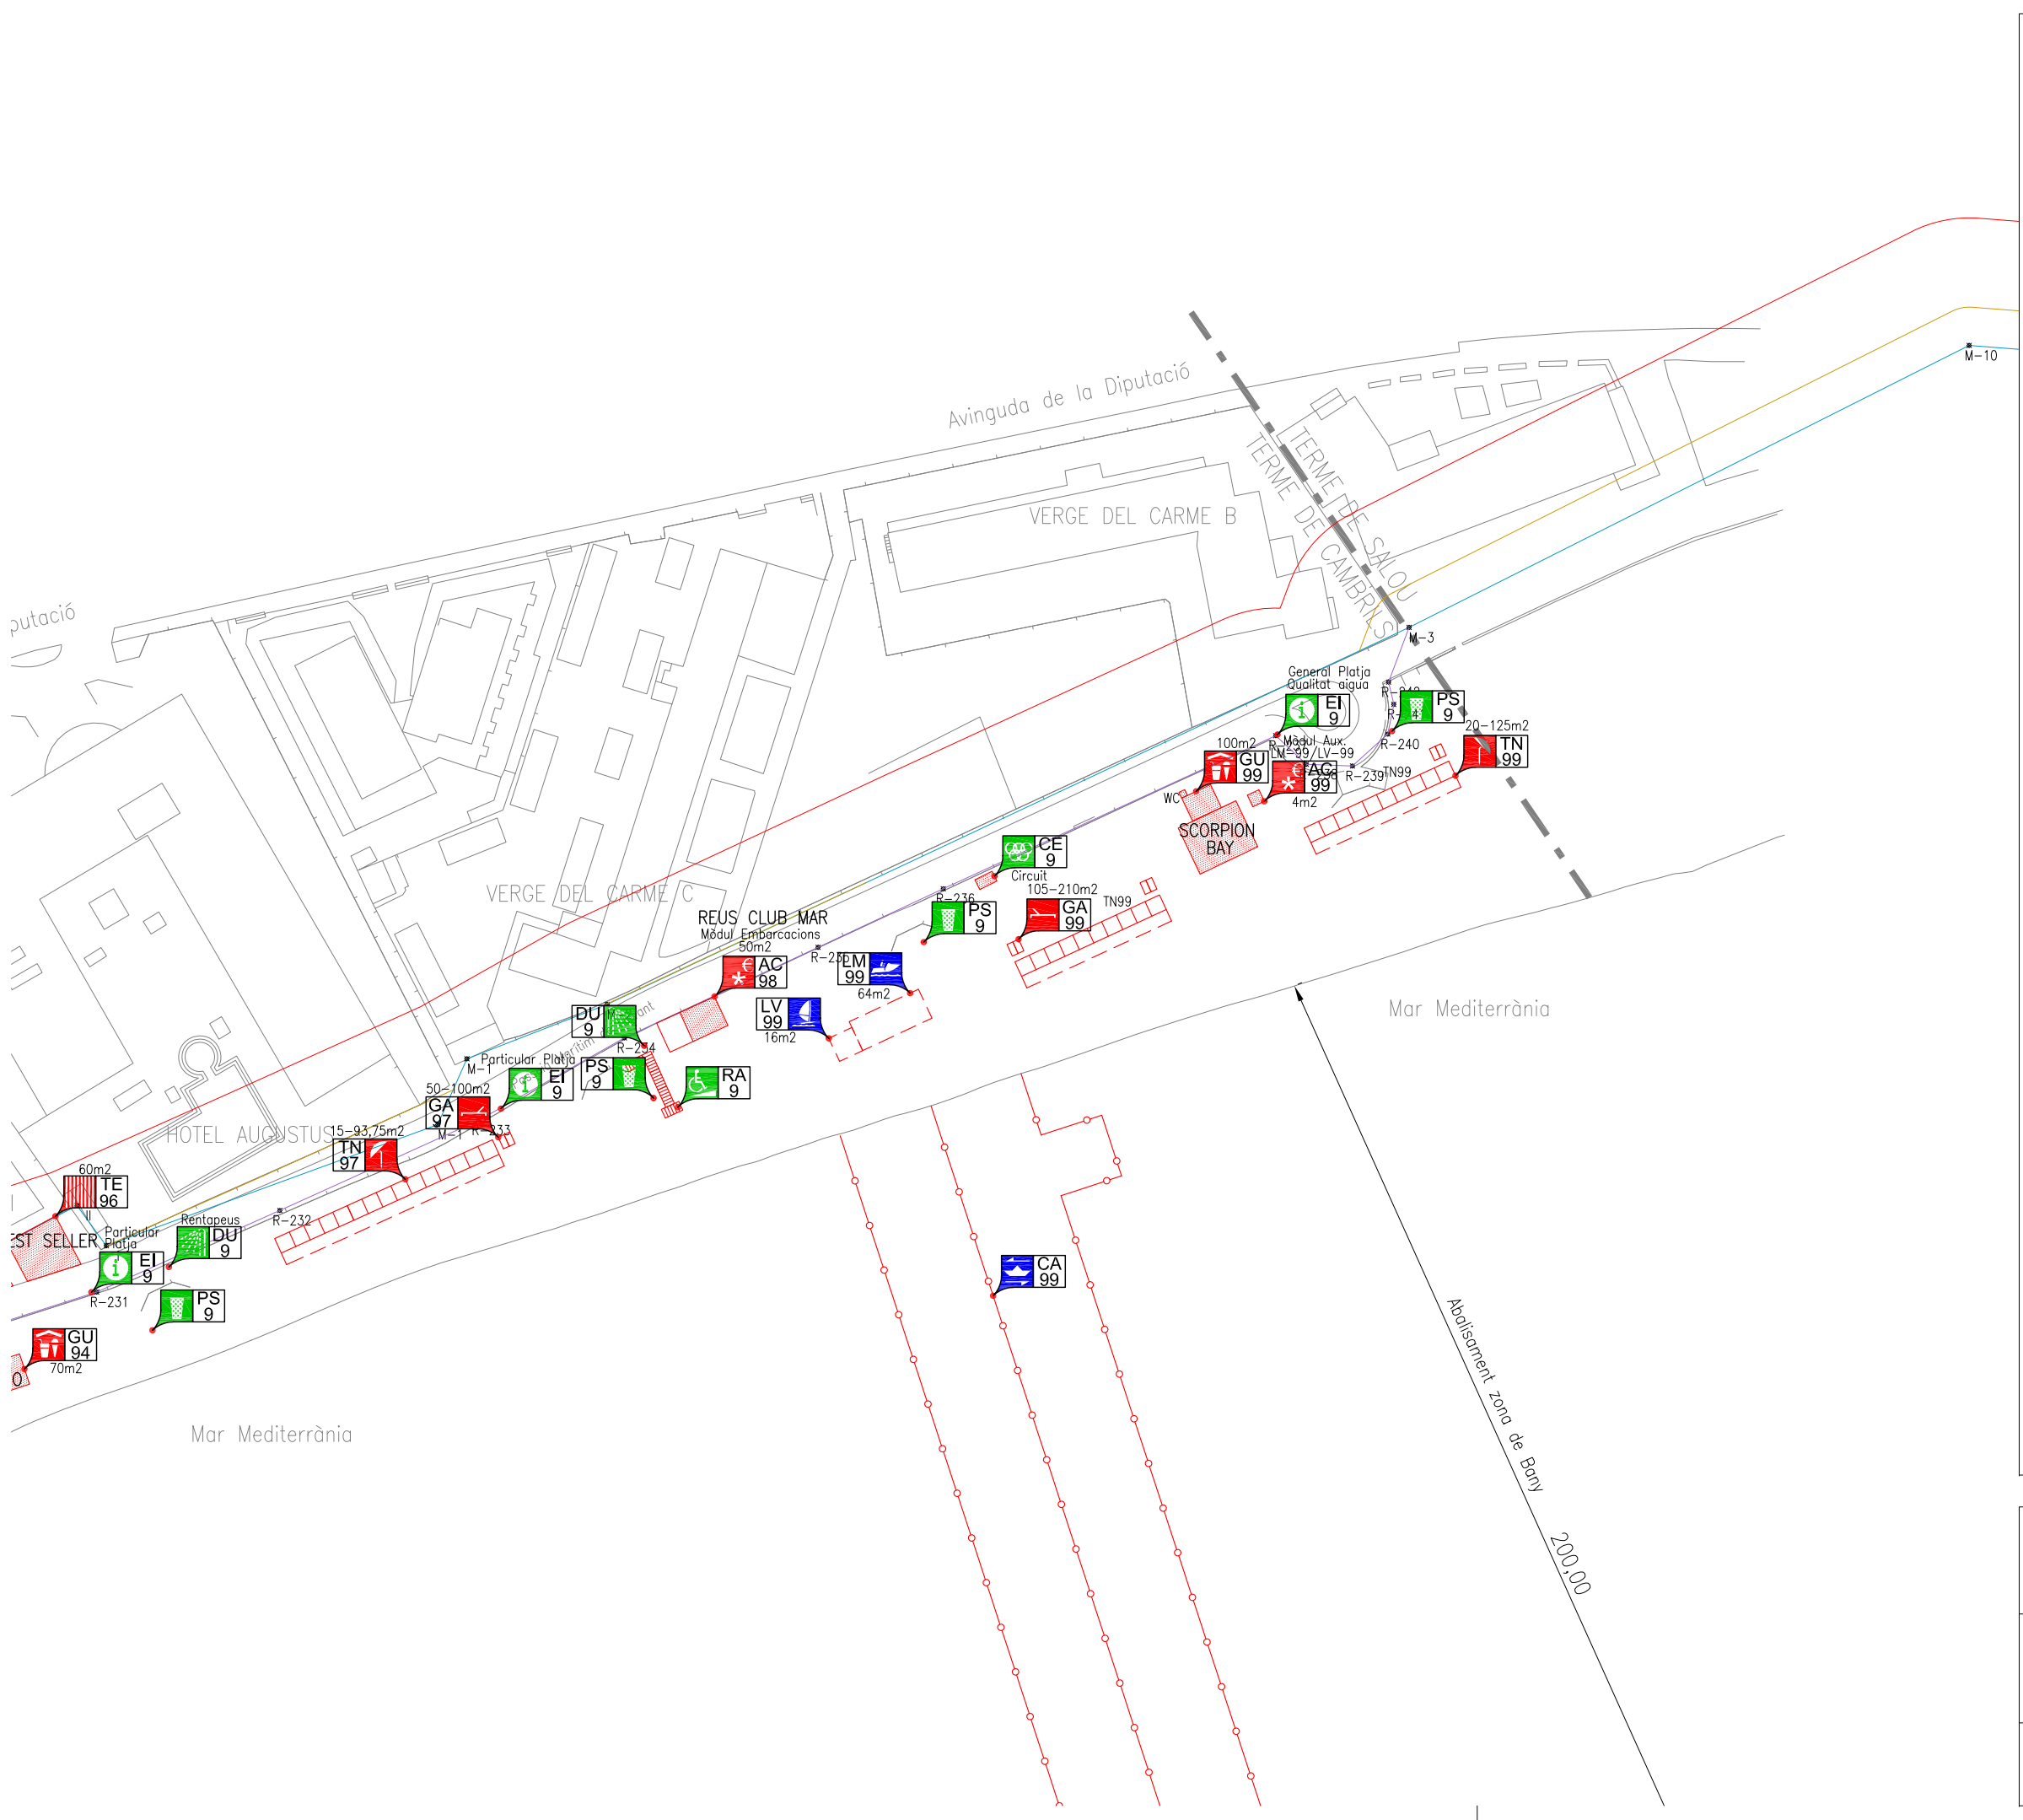 M-10
Avinguda de la Diputació
TERME DE SALOU
TERME DE CAMBRILS
VERGE DEL CARME B
putació
M-3
General Platja
Qualitat aigua
EI
9
PS
9
R-240
20-125m2
TN
99
Mòdul Aux.
LM-99/LV-99
100m2
GU
99
AC
99
4m2
R-239
TN99
WC
SCORPION
BAY
CE
9
Circuit
R-236
PS
9
105-210m2
GA
99
TN99
VERGE DEL CARME C
REUS CLUB MAR
Mòdul Embarcacions
50m2
AC
98
LM
99
64m2
LV
99
16m2
Mar Mediterrània
DU
9
R-234
PS
9
RA
9
Particular Platja
M-1
EI
9
50-100m2
GA
97
M-1
R-233
HOTEL AUGUSTUS
15-93,75m2
TN
97
60m2
TE
96
R-232
EST SELLER
Particular
Platja
Rentapeus
DU
9
EI
9
R-231
PS
9
GU
94
70m2
O
CA
99
Mar Mediterrània
Abalisament zona de Bany
200,00